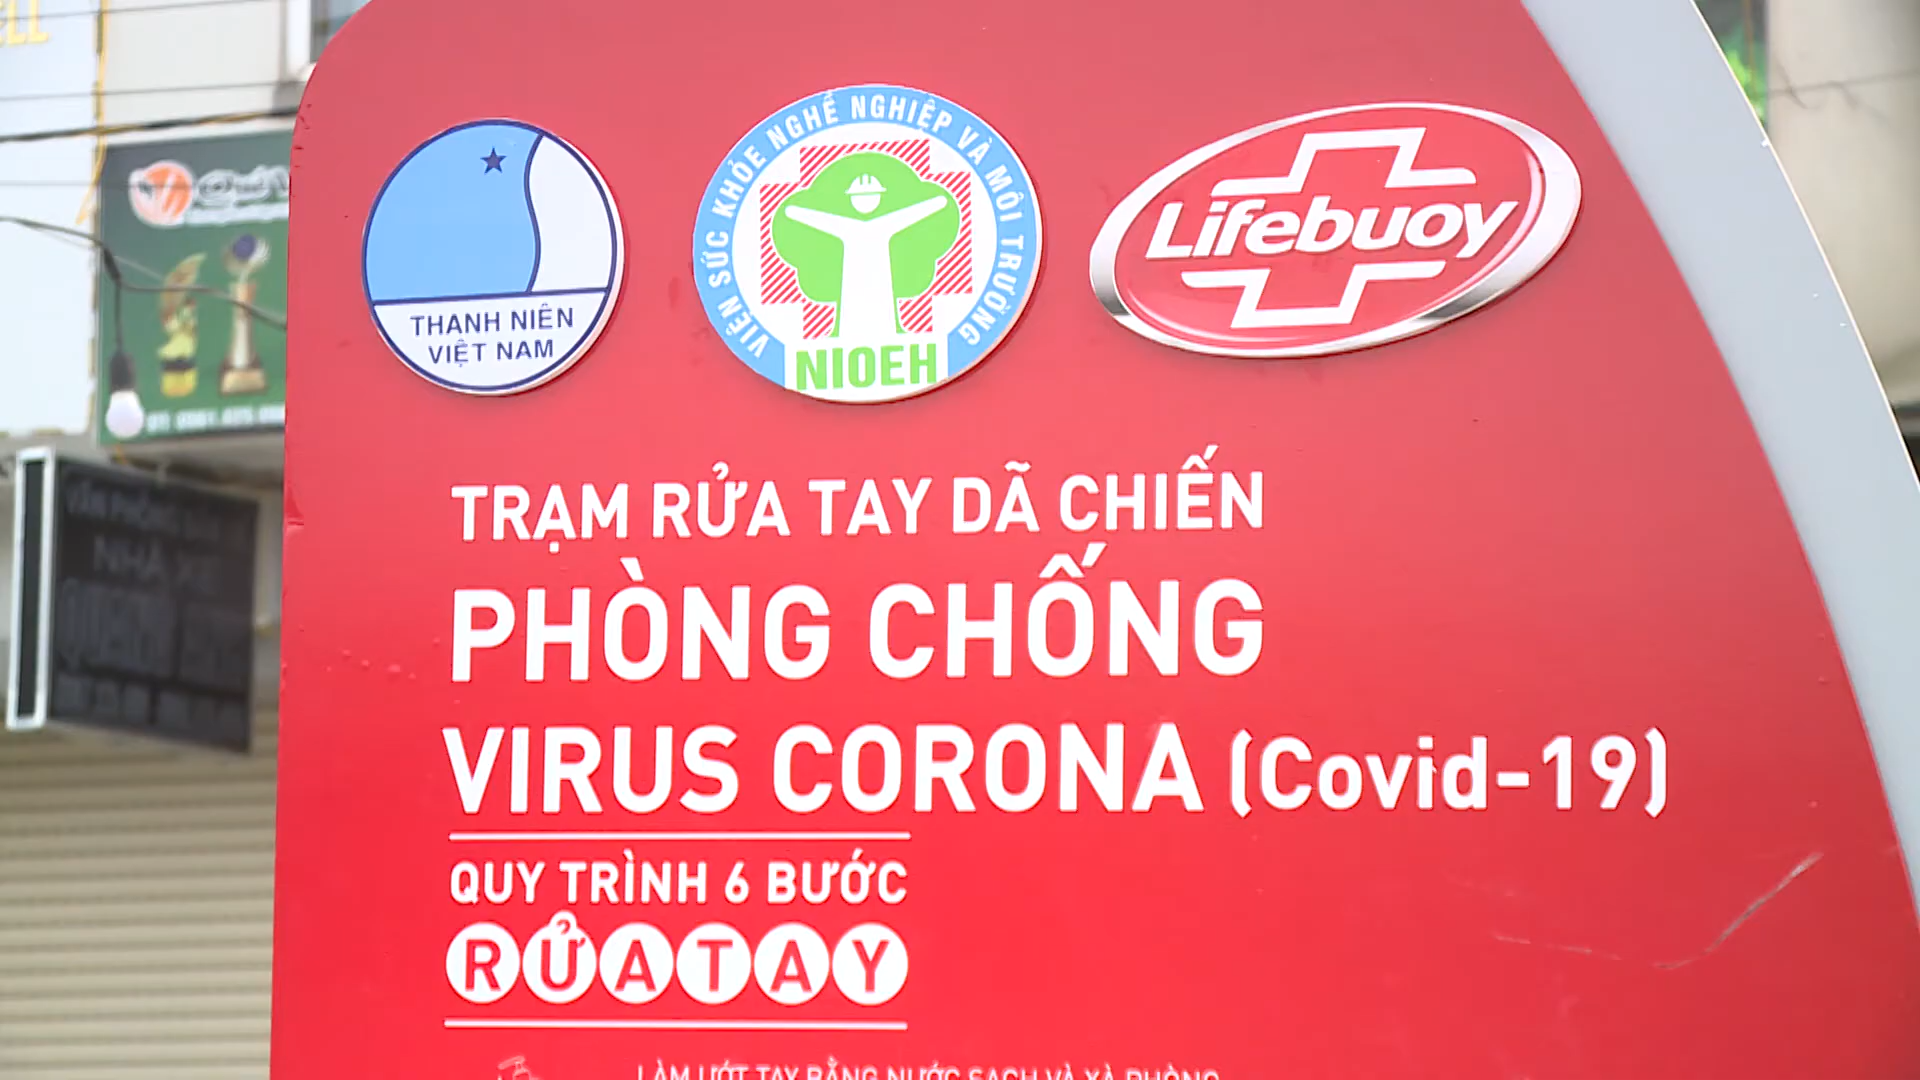 THANH NIÊN
VIỆT NAM
VIỆN SỨC KHỎE NGHỀ NGHIỆP VÀ MÔI TRƯỜNG
NIOEH
Lifebuoy
TRẠM RỬA TAY DÃ CHIẾN
PHÒNG CHỐNG
VIRUS CORONA (Covid-19)
QUY TRÌNH 6 BƯỚC
RỬA TAY
LÀM ƯỚT TAY BẰNG NƯỚC SẠCH VÀ XÀ PHÒNG
NHÀ XE